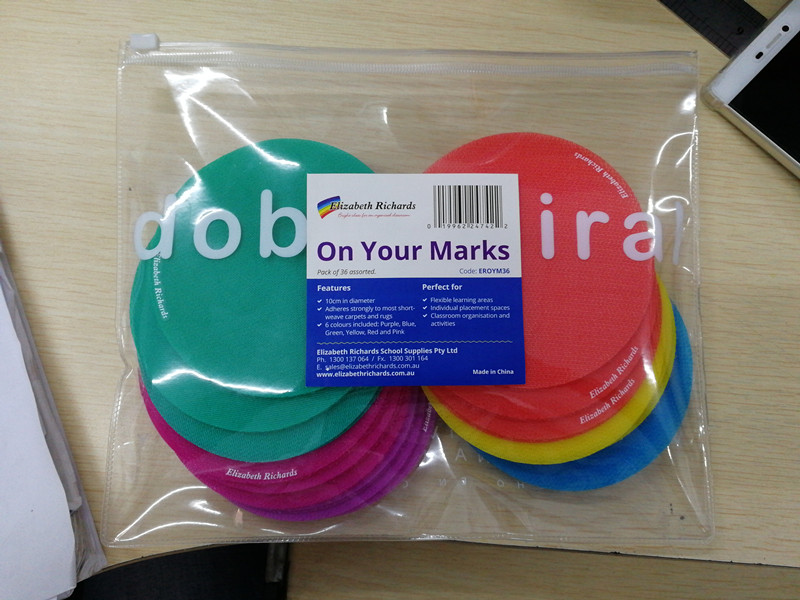 dob
ira
Elizabeth Richards
Bright ideas for an organised classroom
0 19962 24742 2
On Your Marks
Pack of 36 assorted.
Code: EROYM36
Features
✓ 10cm in diameter
✓ Adheres strongly to most short-
weave carpets and rugs
✓ 6 colours included: Purple, Blue,
Green, Yellow, Red and Pink
Perfect for
✓ Flexible learning areas
✓ Individual placement spaces
✓ Classroom organisation and
activities
Elizabeth Richards School Supplies Pty Ltd
Ph. 1300 137 064 / Fx. 1300 301 164
E. sales@elizabethrichards.com.au
www.elizabethrichards.com.au
Made in China
Elizabeth Richards
Elizabeth Richards
Elizabeth Richards
Elizabeth Richards
Elizabeth Richards
Elizabeth Richards